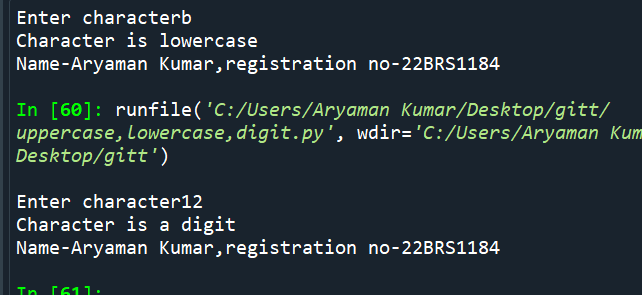 Enter characterb
Character is lowercase
Name-Aryaman Kumar,registration no-22BRS1184
In [60]: runfile('C:/Users/Aryaman Kumar/Desktop/gitt/
uppercase,lowercase,digit.py', wdir='C:/Users/Aryaman Kum
Desktop/gitt')
Enter character12
Character is a digit
Name-Aryaman Kumar,registration no-22BRS1184
In [61]: